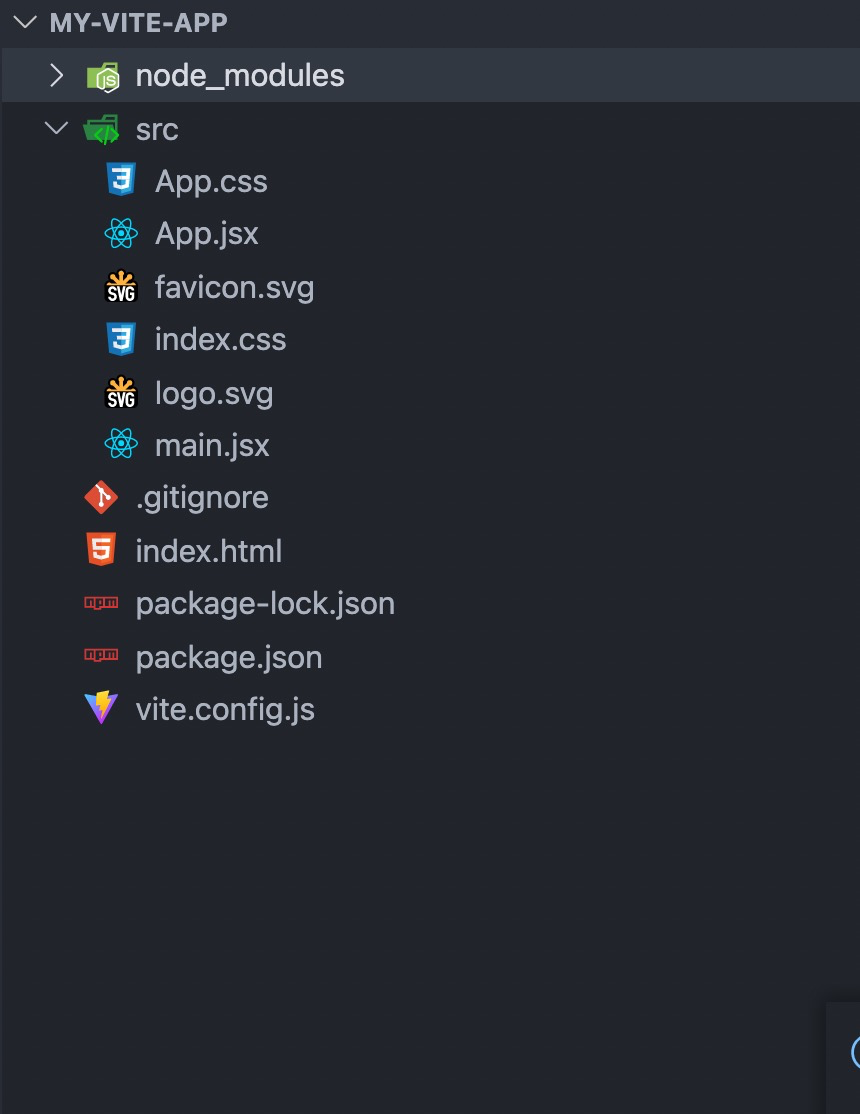 MY-VITE-APP
node_modules
src
App.css
App.jsx
favicon.svg
index.css
logo.svg
main.jsx
.gitignore
index.html
package-lock.json
package.json
vite.config.js